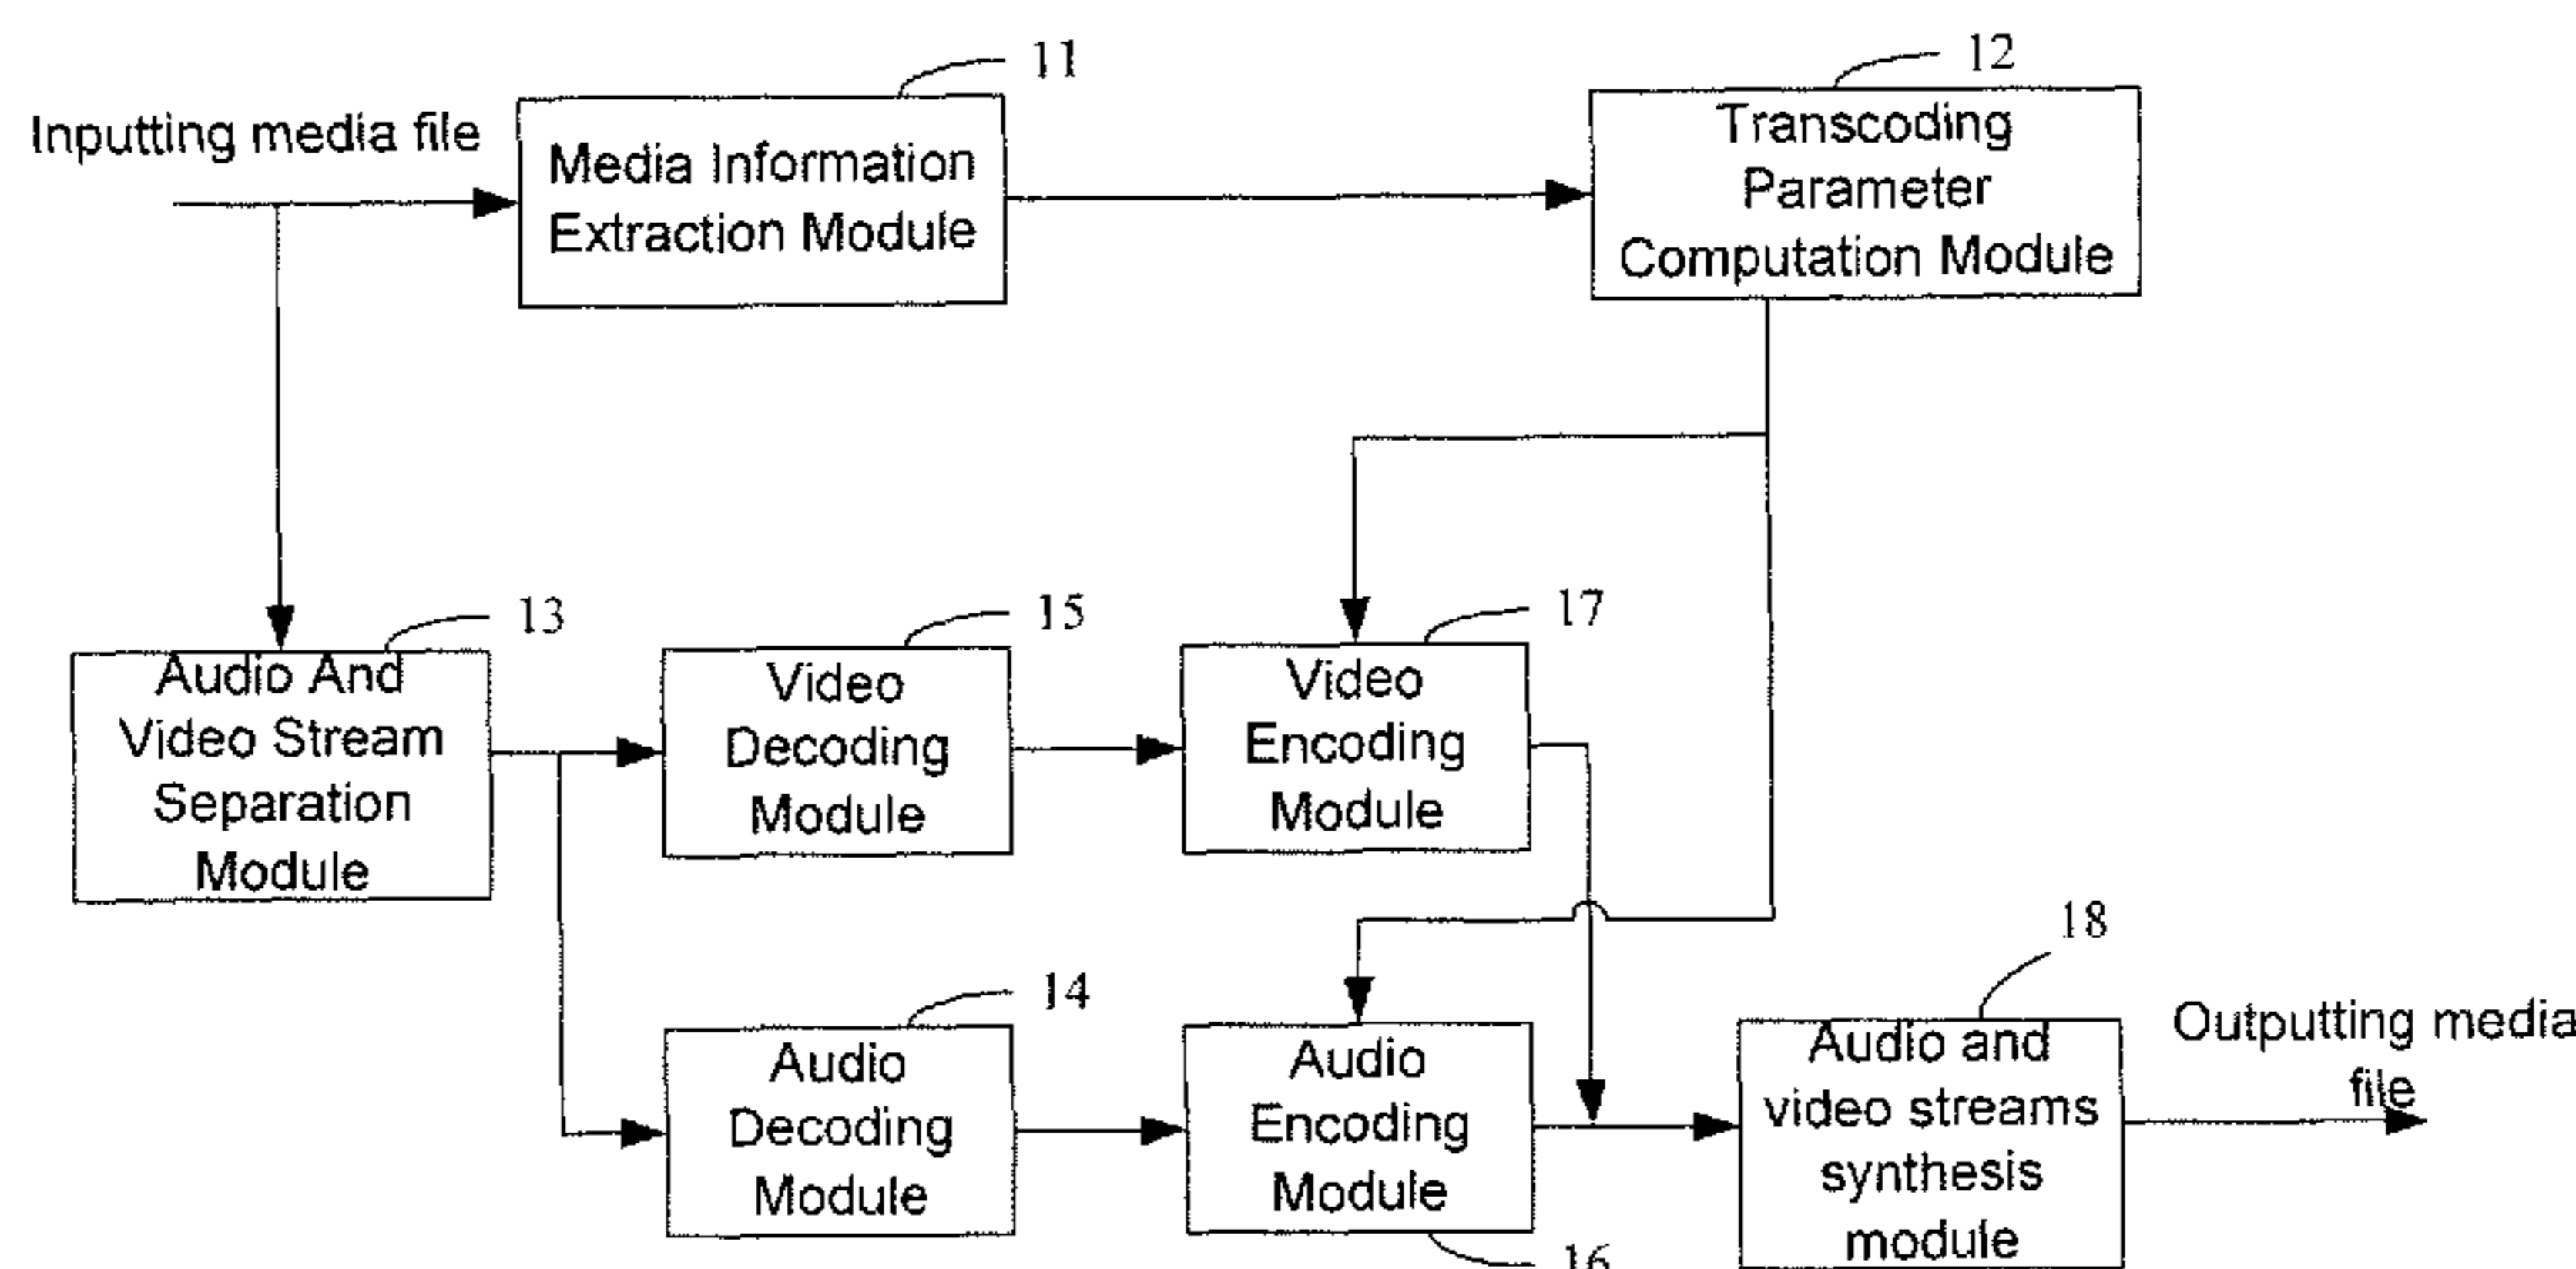 11
12
Inputting media file
Media Information
Extraction Module
Transcoding
Parameter
Computation Module
13
15
17
Audio And
Video Stream
Separation
Module
Video
Decoding
Module
Video
Encoding
Module
14
18
Audio
Decoding
Module
Audio
Encoding
Module
16
Audio and
video streams
synthesis
module
Outputting media
file